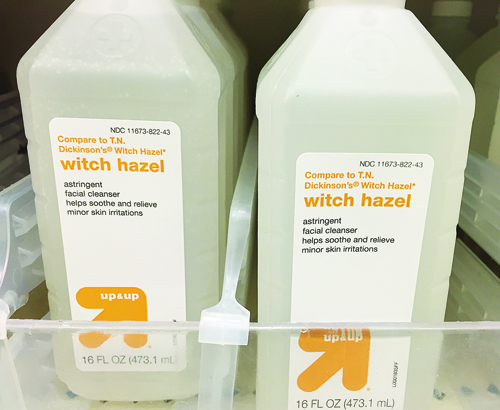 NDC 11673-822-43
Compare to T.N.
Dickinson's® Witch Hazel*
witch hazel
astringent
facial cleanser
helps soothe and relieve
minor skin irritations
up&up
16 FL OZ (473.1 mL)
NDC 11673-822-43
Compare to T.N.
Dickinson's® Witch Hazel*
witch hazel
astringent
facial cleanser
helps soothe and relieve
minor skin irritations
up&up
16 FL OZ (473.1 mL)